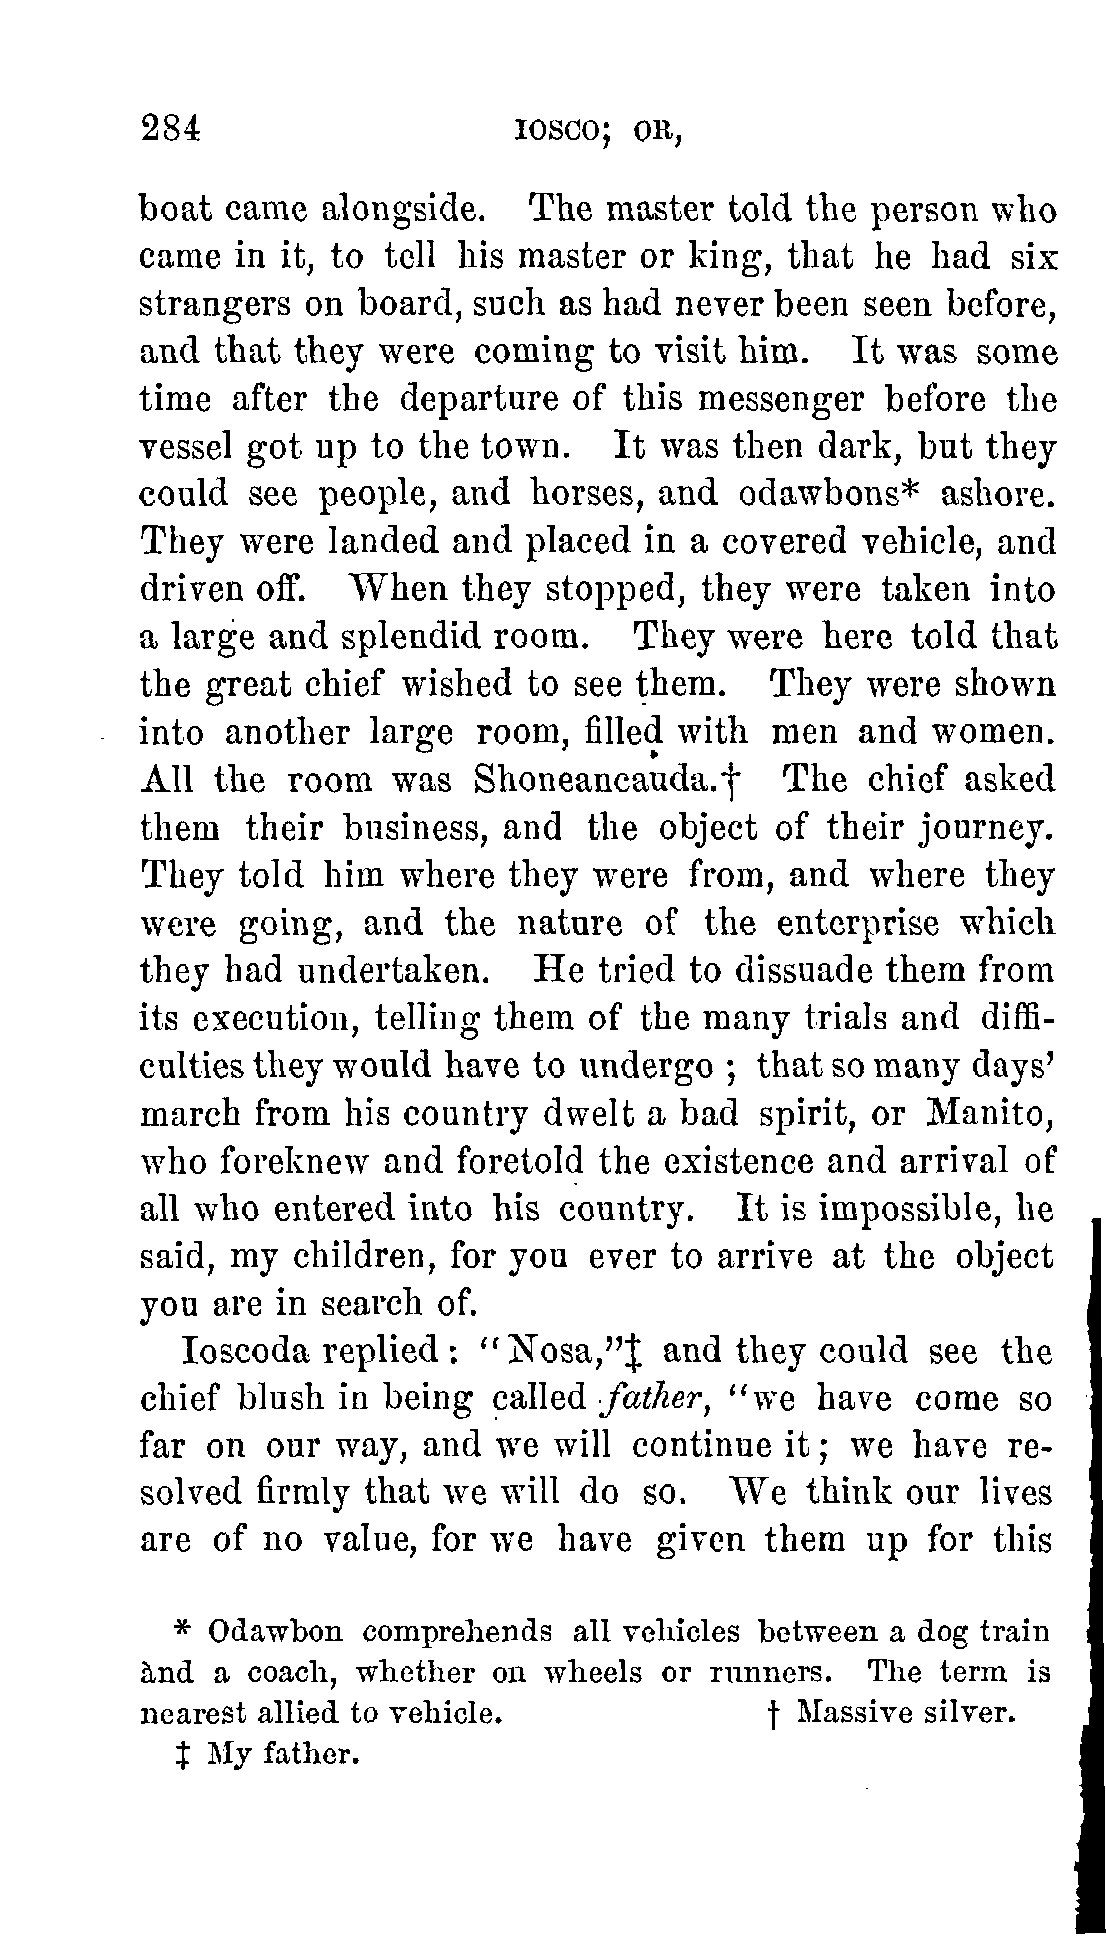 284 IOSCO; OR,
boat came alongside. The master told the person who
came in it, to tell his master or king, that he had six
strangers on board, such as had never been seen before,
and that they were coming to visit him. It was some
time after the departure of this messenger before the
vessel got up to the town. It was then dark, but they
could see people, and horses, and odawbons* ashore.
They were landed and placed in a covered vehicle, and
driven off. When they stopped, they were taken into
a large and splendid room. They were here told that
the great chief wished to see them. They were shown
into another large room, filled with men and women.
All the room was Shoneancauda.† The chief asked
them their business, and the object of their journey.
They told him where they were from, and where they
were going, and the nature of the enterprise which
they had undertaken. He tried to dissuade them from
its execution, telling them of the many trials and diffi-
culties they would have to undergo ; that so many days'
march from his country dwelt a bad spirit, or Manito,
who foreknew and foretold the existence and arrival of
all who entered into his country. It is impossible, he
said, my children, for you ever to arrive at the object
you are in search of.
Ioscoda replied : "Nosa,"‡ and they could see the
chief blush in being called father, "we have come so
far on our way, and we will continue it; we have re-
solved firmly that we will do so. We think our lives
are of no value, for we have given them up for this
* Odawbon comprehends all vehicles between a dog train
and a coach, whether on wheels or runners. The term is
nearest allied to vehicle. † Massive silver.
‡ My father.